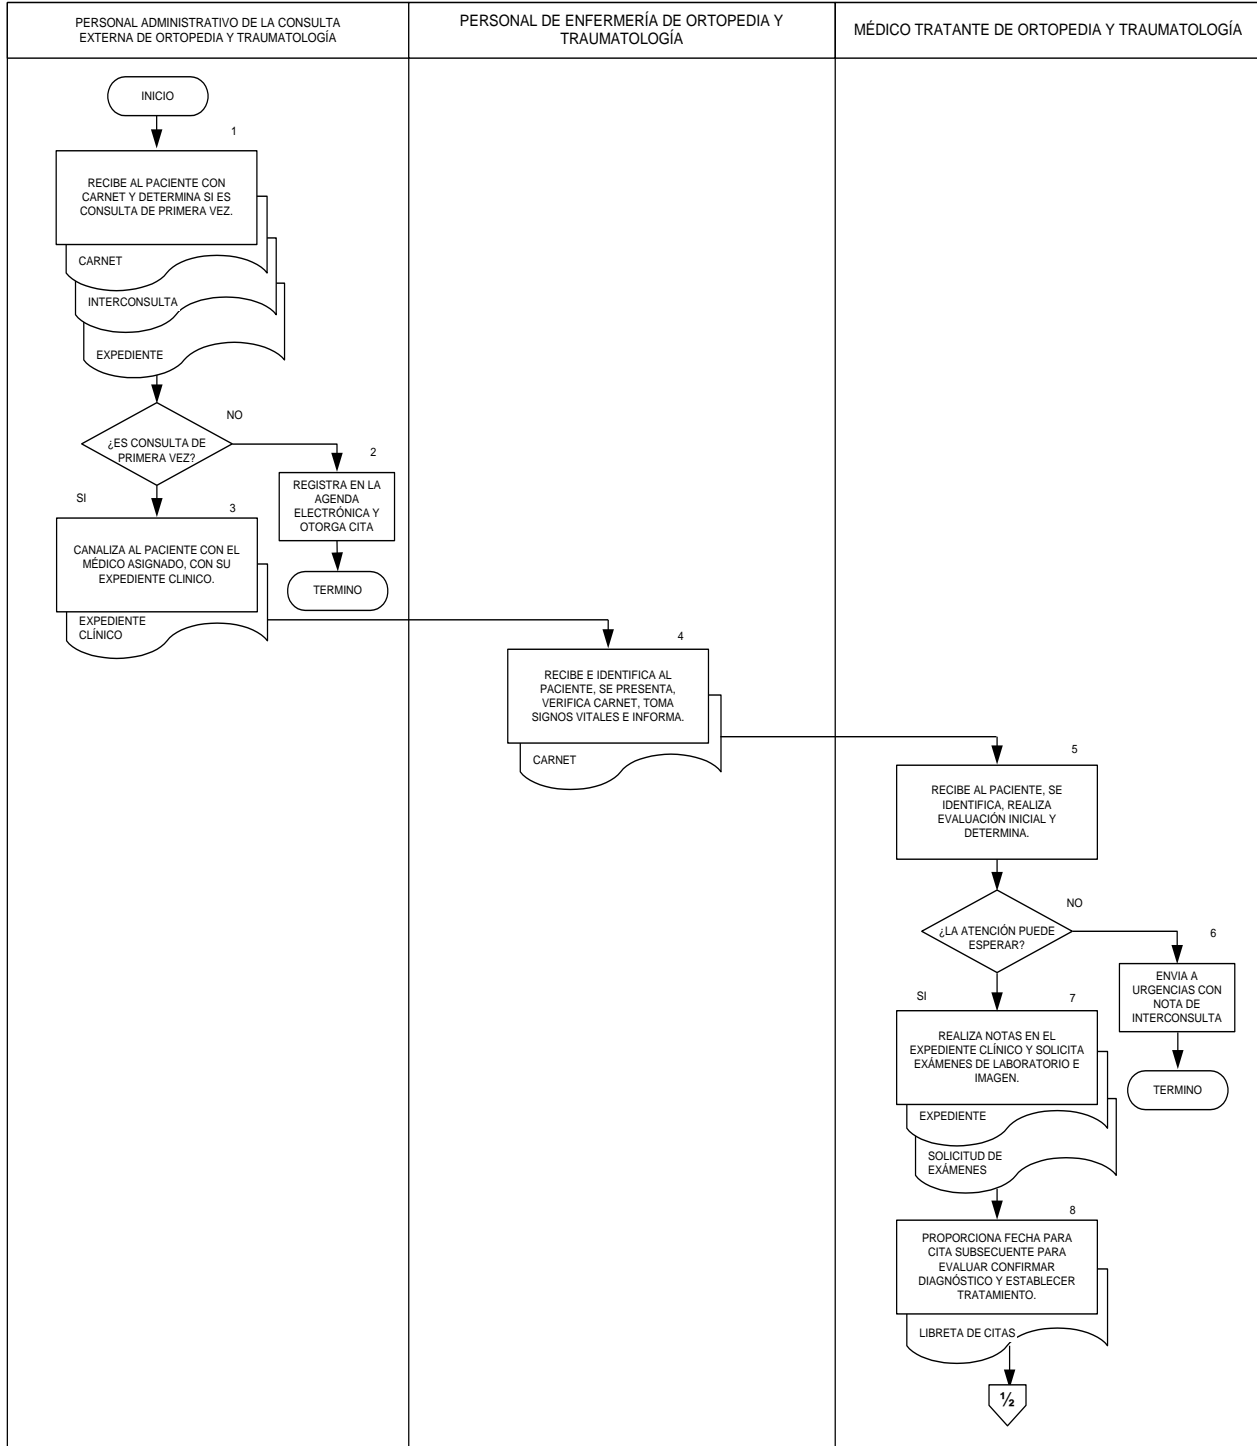 PERSONAL ADMINISTRATIVO DE LA CONSULTA
EXTERNA DE ORTOPEDIA Y TRAUMATOLOGÍA
PERSONAL DE ENFERMERÍA DE ORTOPEDIA Y
TRAUMATOLOGÍA
MÉDICO TRATANTE DE ORTOPEDIA Y TRAUMATOLOGÍA
INICIO
1
RECIBE AL PACIENTE CON
CARNET Y DETERMINA SI ES
CONSULTA DE PRIMERA VEZ.
CARNET
INTERCONSULTA
EXPEDIENTE
¿ES CONSULTA DE
PRIMERA VEZ?
NO
2
REGISTRA EN LA
AGENDA
ELECTRÓNICA Y
OTORGA CITA
TERMINO
SI
3
CANALIZA AL PACIENTE CON EL
MÉDICO ASIGNADO, CON SU
EXPEDIENTE CLINICO.
EXPEDIENTE
CLÍNICO
4
RECIBE E IDENTIFICA AL
PACIENTE, SE PRESENTA,
VERIFICA CARNET, TOMA
SIGNOS VITALES E INFORMA.
CARNET
5
RECIBE AL PACIENTE, SE
IDENTIFICA, REALIZA
EVALUACIÓN INICIAL Y
DETERMINA.
¿LA ATENCIÓN PUEDE
ESPERAR?
NO
6
ENVIA A
URGENCIAS CON
NOTA DE
INTERCONSULTA
TERMINO
SI
7
REALIZA NOTAS EN EL
EXPEDIENTE CLÍNICO Y SOLICITA
EXÁMENES DE LABORATORIO E
IMAGEN.
EXPEDIENTE
SOLICITUD DE
EXÁMENES
8
PROPORCIONA FECHA PARA
CITA SUBSECUENTE PARA
EVALUAR CONFIRMAR
DIAGNÓSTICO Y ESTABLECER
TRATAMIENTO.
LIBRETA DE CITAS
½